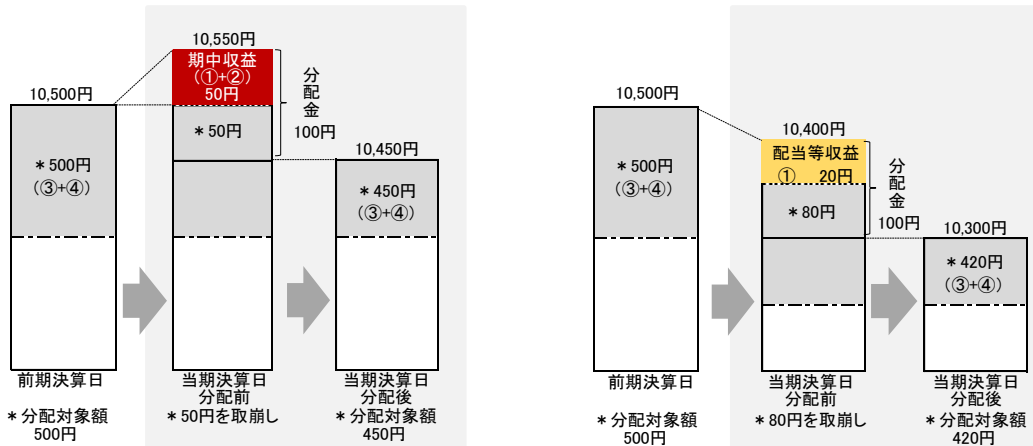 10,550円
期中収益
(①+②)
50円
分配金
100円
10,500円
*50円
10,450円
*500円
(③+④)
*450円
(③+④)
前期決算日
当期決算日
分配前
当期決算日
分配後
*分配対象額
500円
*50円を取崩し
*分配対象額
450円
10,500円
10,400円
配当等収益
① 20円
分配金
100円
*500円
(③+④)
*80円
10,300円
*420円
(③+④)
前期決算日
当期決算日
分配前
当期決算日
分配後
*分配対象額
500円
*80円を取崩し
*分配対象額
420円